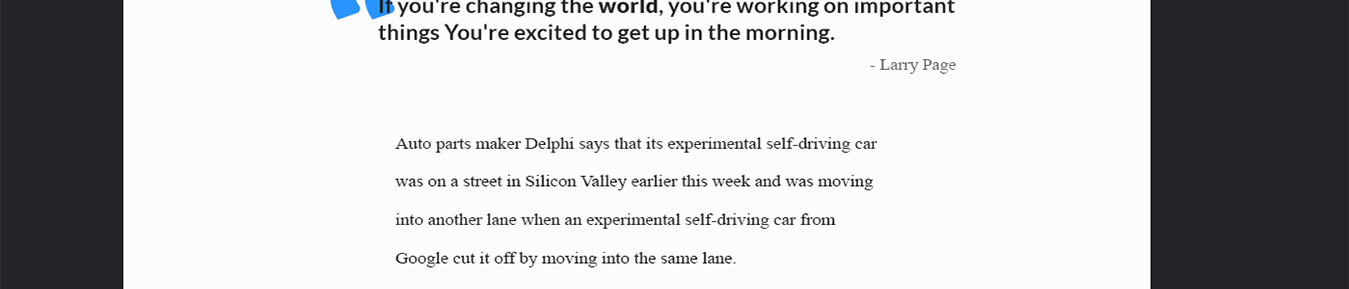 If you're changing the world, you're working on important
things You're excited to get up in the morning.
- Larry Page
Auto parts maker Delphi says that its experimental self-driving car
was on a street in Silicon Valley earlier this week and was moving
into another lane when an experimental self-driving car from
Google cut it off by moving into the same lane.